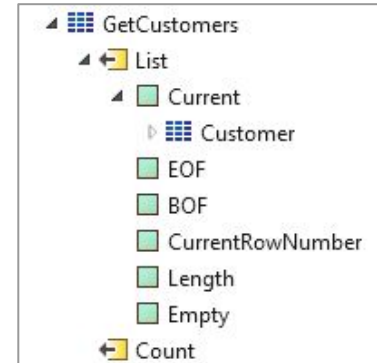 GetCustomers
List
Current
Customer
EOF
BOF
CurrentRowNumber
Length
Empty
Count